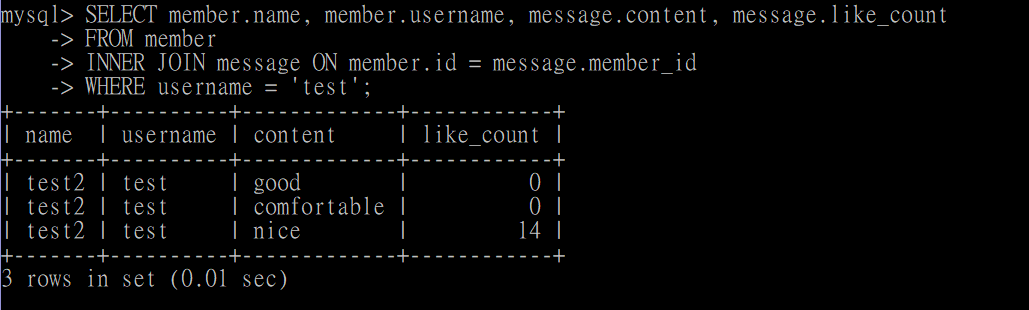 mysql> SELECT member.name, member.username, message.content, message.like_count
    -> FROM member
    -> INNER JOIN message ON member.id = message.member_id
    -> WHERE username = 'test';
+-------+----------+-------------+------------+
| name  | username | content     | like_count |
+-------+----------+-------------+------------+
| test2 | test     | good        |          0 |
| test2 | test     | comfortable |          0 |
| test2 | test     | nice        |         14 |
+-------+----------+-------------+------------+
3 rows in set (0.01 sec)